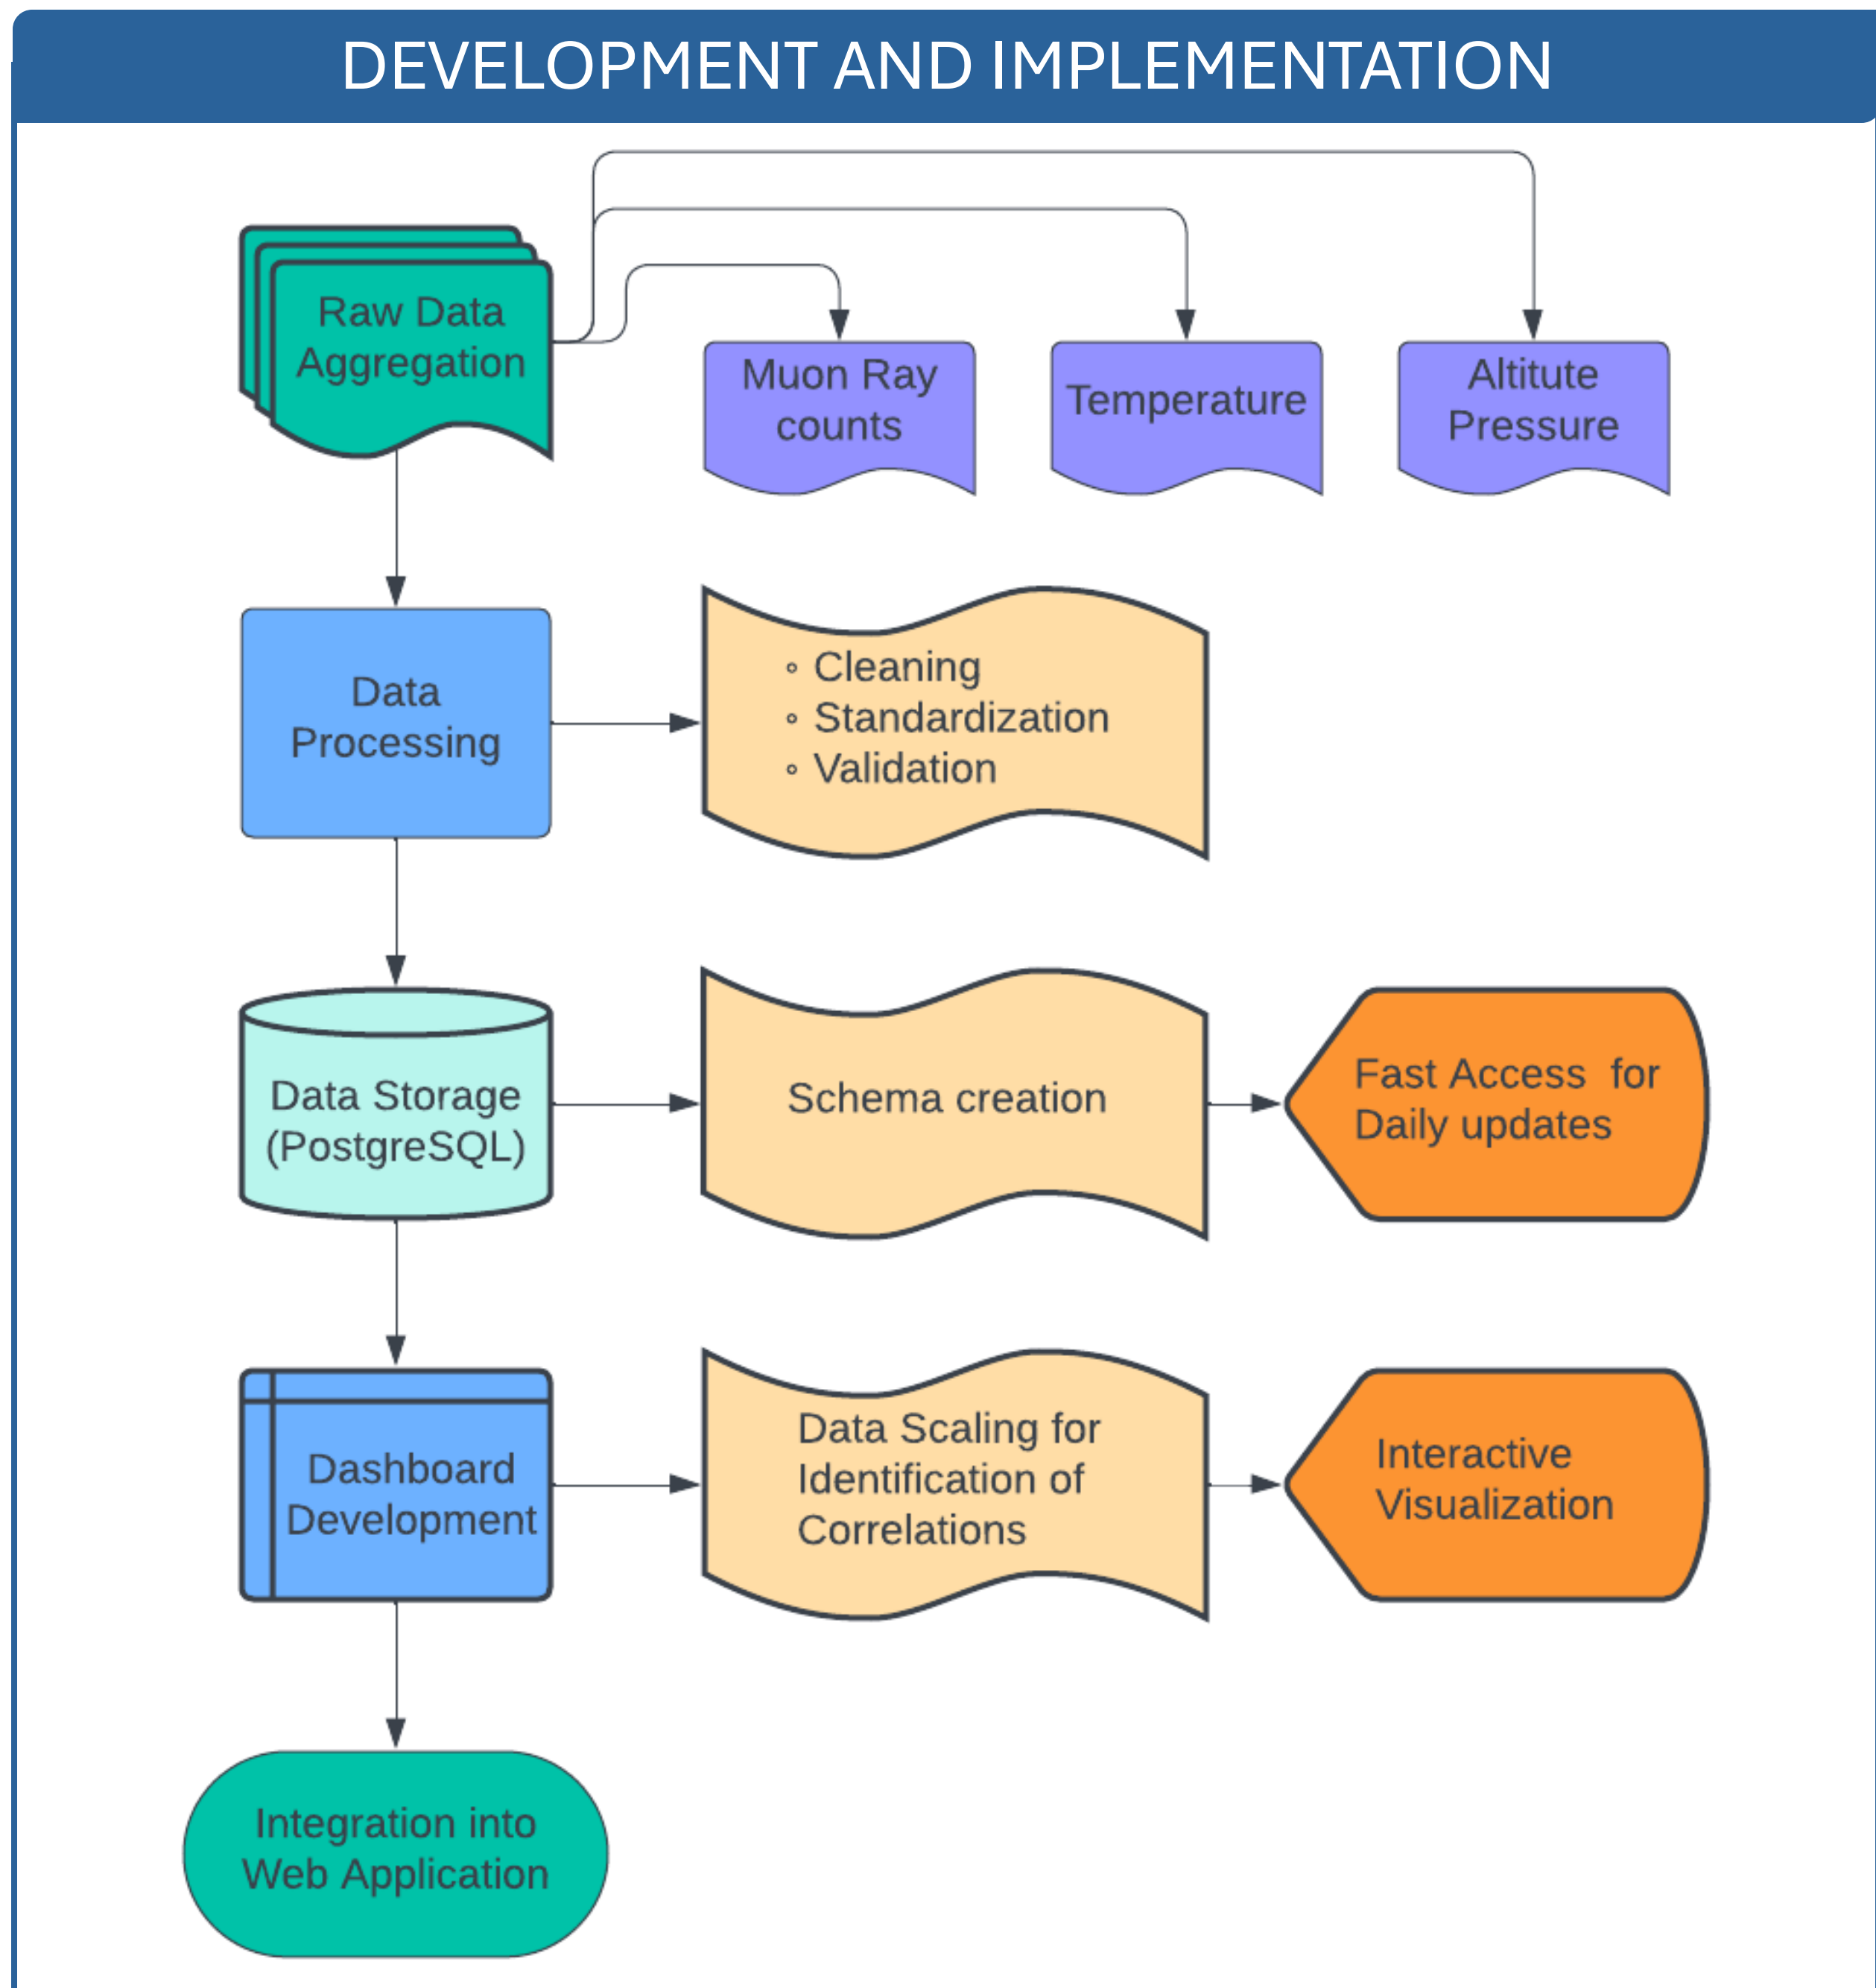 DEVELOPMENT AND IMPLEMENTATION
Raw Data
Aggregation
Muon Ray
counts
Temperature
Altitute
Pressure
Data
Processing
◦ Cleaning
◦ Standardization
◦ Validation
Data Storage
(PostgreSQL)
Schema creation
Fast Access  for
Daily updates
Dashboard
Development
Data Scaling for
Identification of
Correlations
Interactive
Visualization
Integration into
Web Application